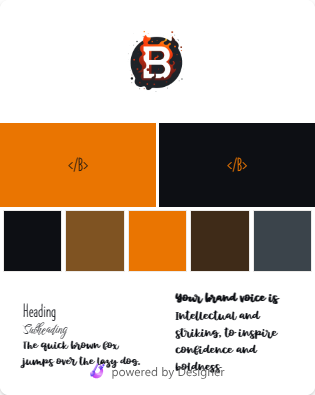 B
</B>
</B>
Heading
Subheading
The quick brown fox
jumps over the lazy dog.
Your brand voice is
Intellectual and
striking, to inspire
confidence and
boldness.
powered by Designer